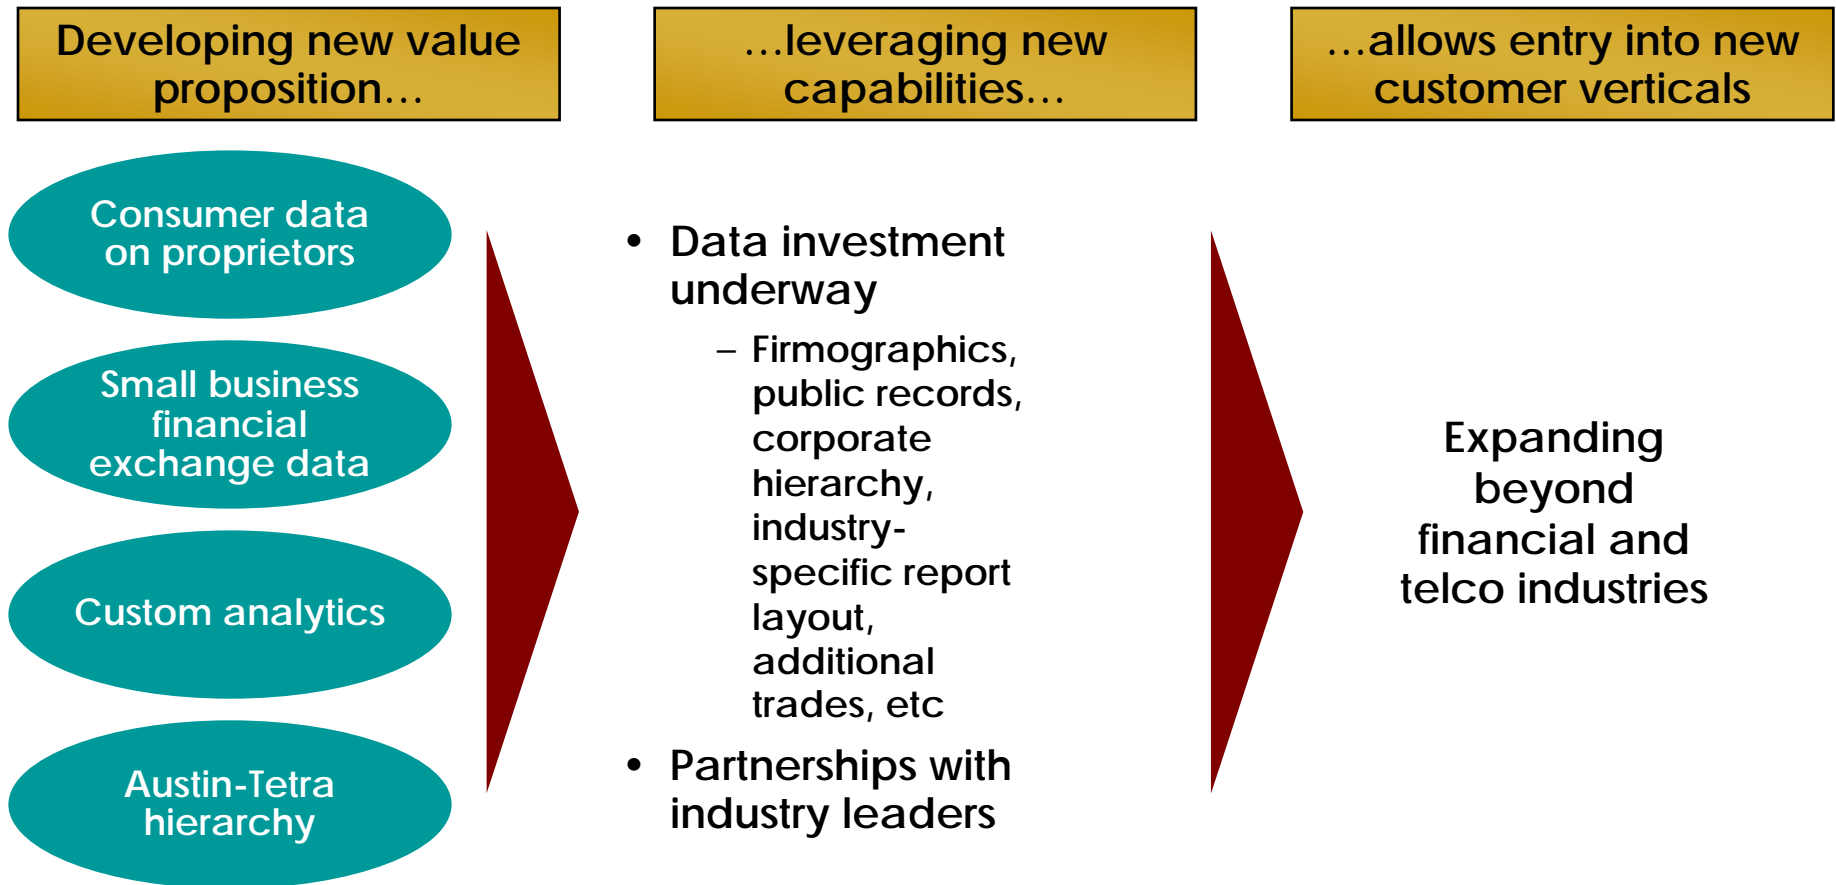 Developing new value
proposition…
…leveraging new
capabilities…
…allows entry into new
customer verticals
Consumer data
on proprietors
Small business
financial
exchange data
Custom analytics
Austin-Tetra
hierarchy
• Data investment
underway
– Firmographics,
public records,
corporate
hierarchy,
industry-
specific report
layout,
additional
trades, etc
• Partnerships with
industry leaders
Expanding
beyond
financial and
telco industries